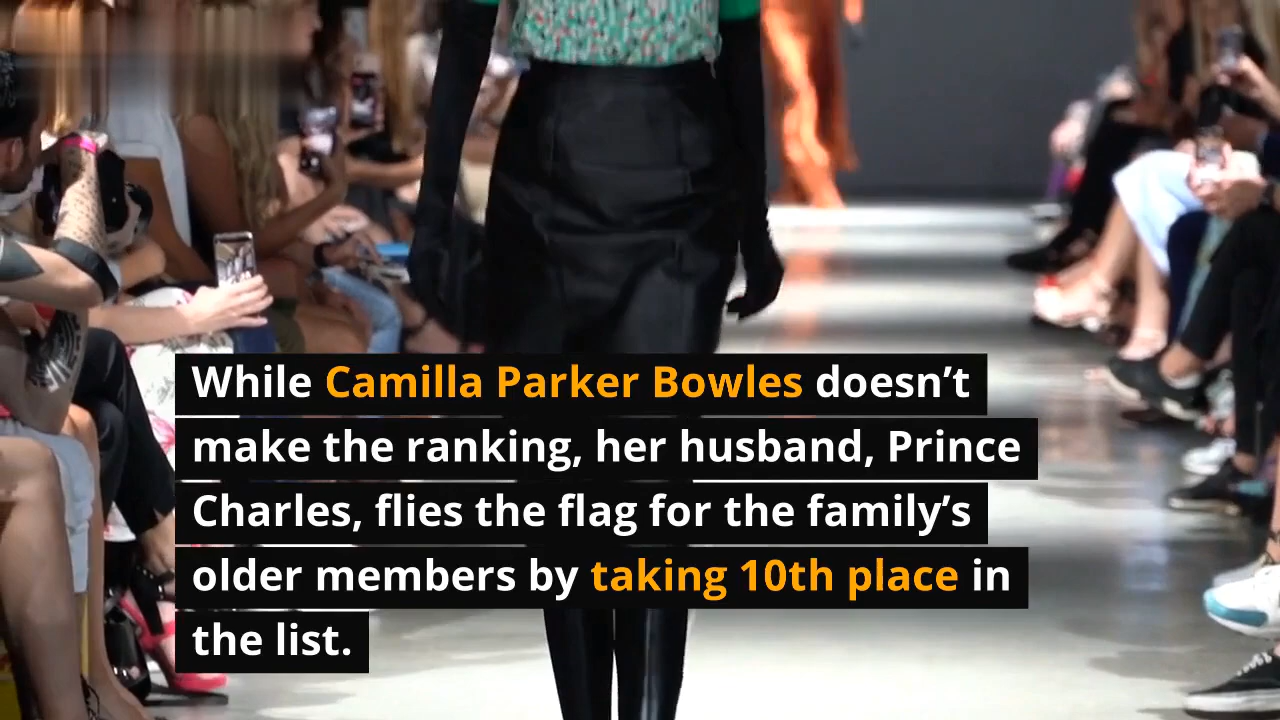 While Camilla Parker Bowles doesn’t
make the ranking, her husband, Prince
Charles, flies the flag for the family’s
older members by taking 10th place in
the list.